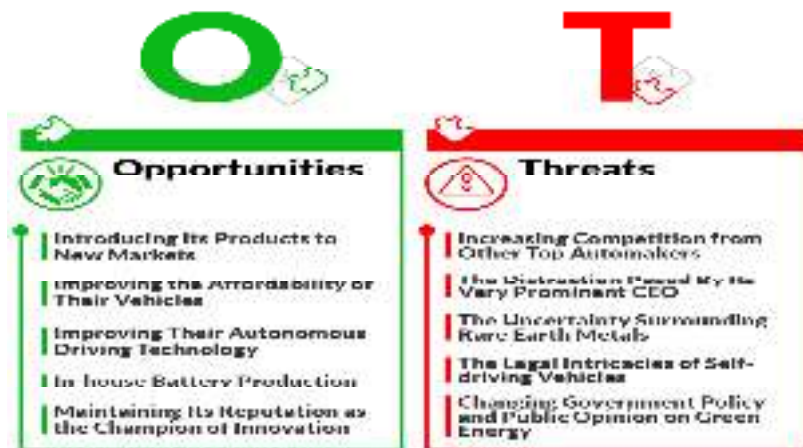 O
T
Opportunities
Introducing Its Products to
New Markets
Improving the Affordability of
Their Vehicles
Improving Their Autonomous
Driving Technology
In-house Battery Production
Maintaining Its Reputation as
the Champion of Innovation
Threats
Increasing Competition from
Other Top Automakers
The Distraction Posed By Its
Very Prominent CEO
The Uncertainty Surrounding
Rare Earth Metals
The Legal Intricacies of Self-
driving Vehicles
Changing Government Policy
and Public Opinion on Green
Energy